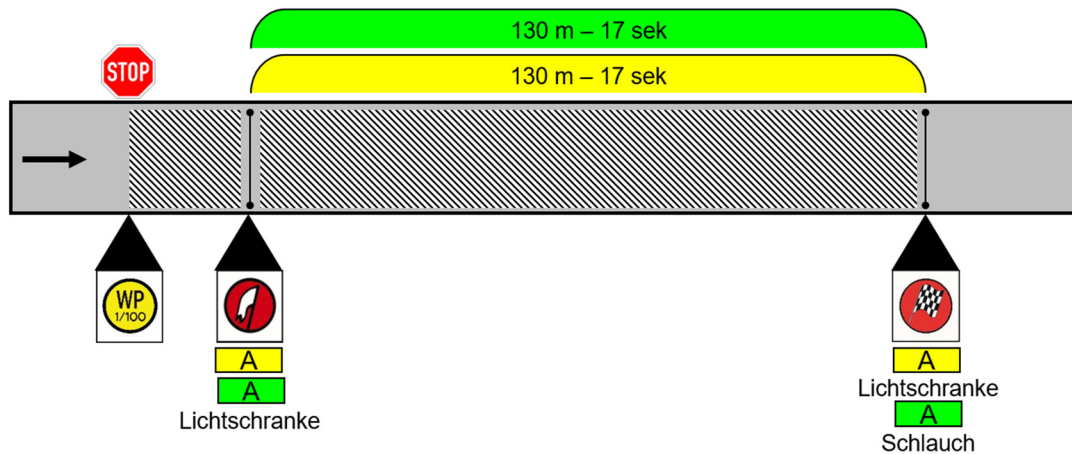 130 m – 17 sek
130 m – 17 sek
STOP
WP
1/100
A
A
Lichtschranke
A
Lichtschranke
A
Schlauch